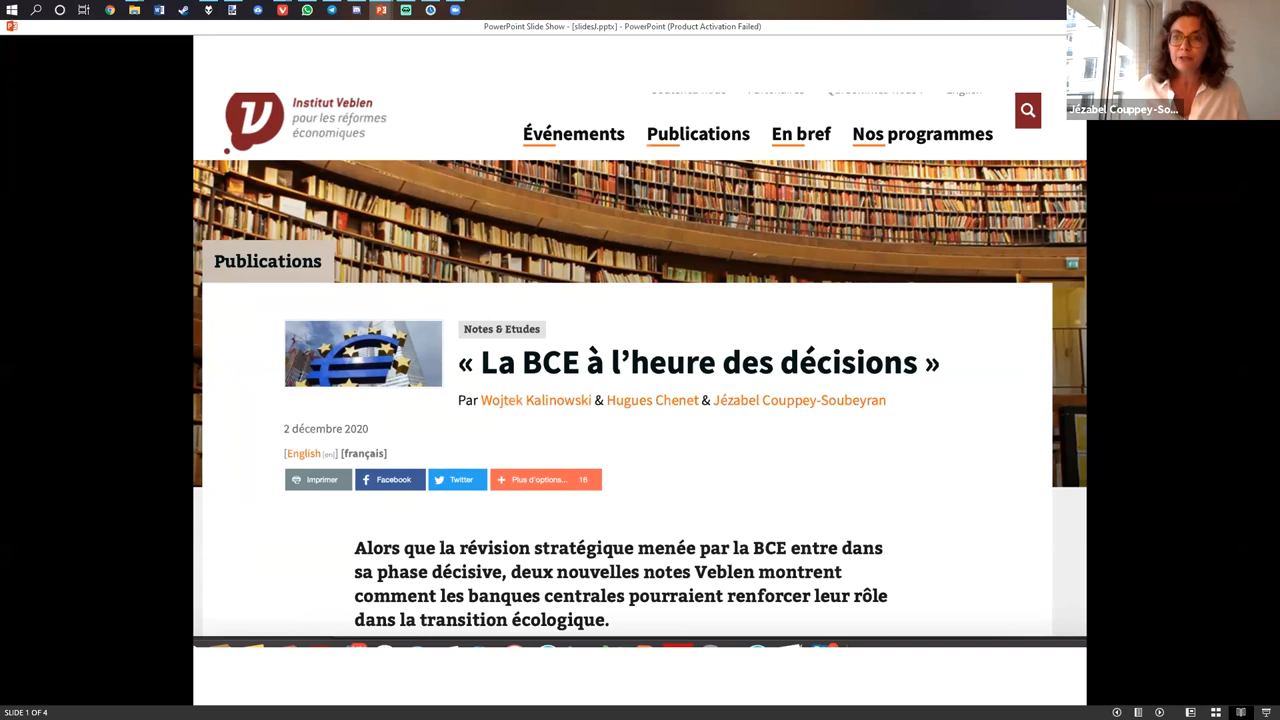 PowerPoint Slide Show - [slidesJ.pptx] - PowerPoint (Product Activation Failed)
Jézabel Couppey-So...
Institut Veblen
pour les réformes
économiques
Événements
Publications
En bref
Nos programmes
Publications
Notes & Etudes
« La BCE à l’heure des décisions »
Par Wojtek Kalinowski & Hugues Chenet & Jézabel Couppey-Soubeyran
2 décembre 2020
[English [en]] [français]
Imprimer
Facebook
Twitter
Plus d'options... 16
Alors que la révision stratégique menée par la BCE entre dans
sa phase décisive, deux nouvelles notes Veblen montrent
comment les banques centrales pourraient renforcer leur rôle
dans la transition écologique.
SLIDE 1 OF 4